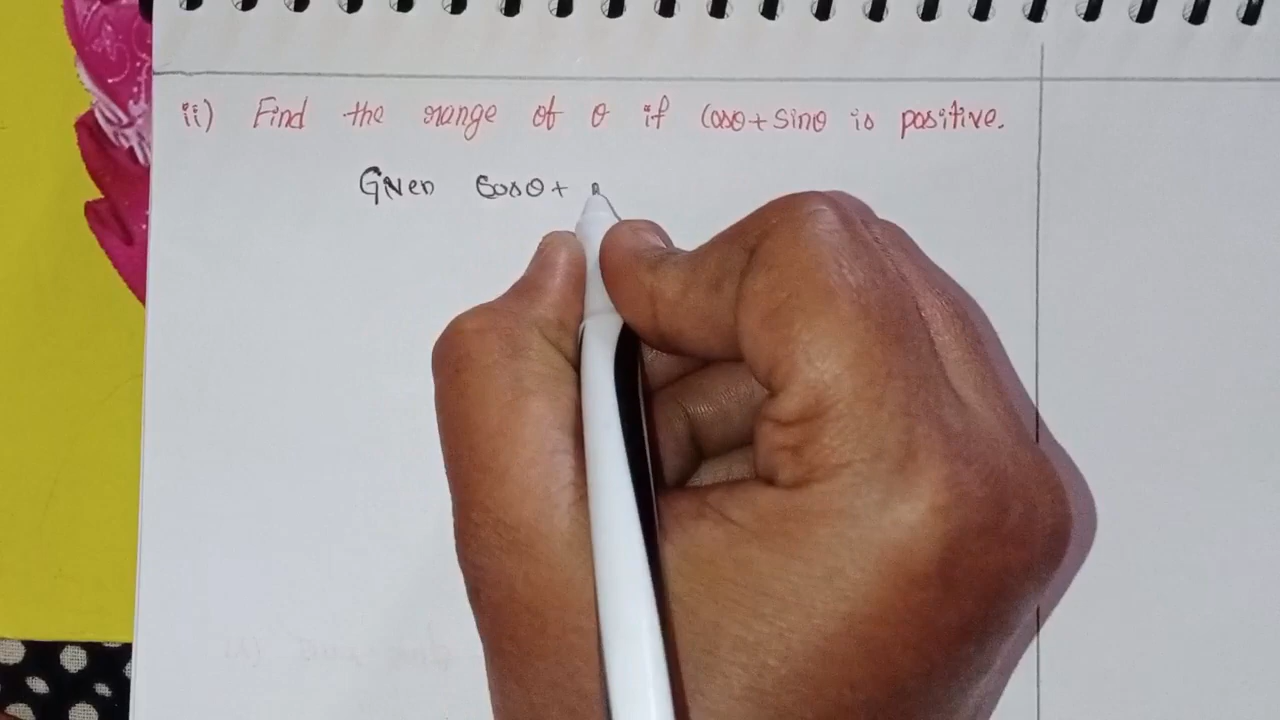 ii) Find the range of θ if Cosθ + Sinθ is positive.
Given Cosθ +